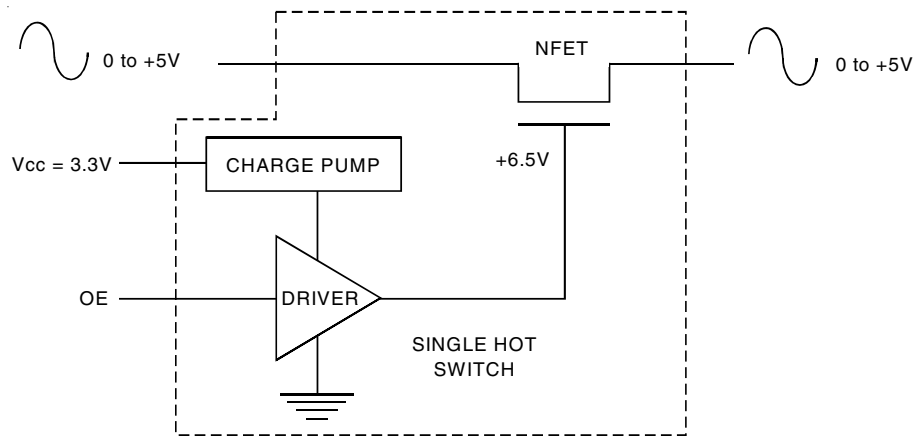 NFET
0 to +5V
0 to +5V
Vcc = 3.3V
CHARGE PUMP
+6.5V
OE
DRIVER
SINGLE HOT
SWITCH